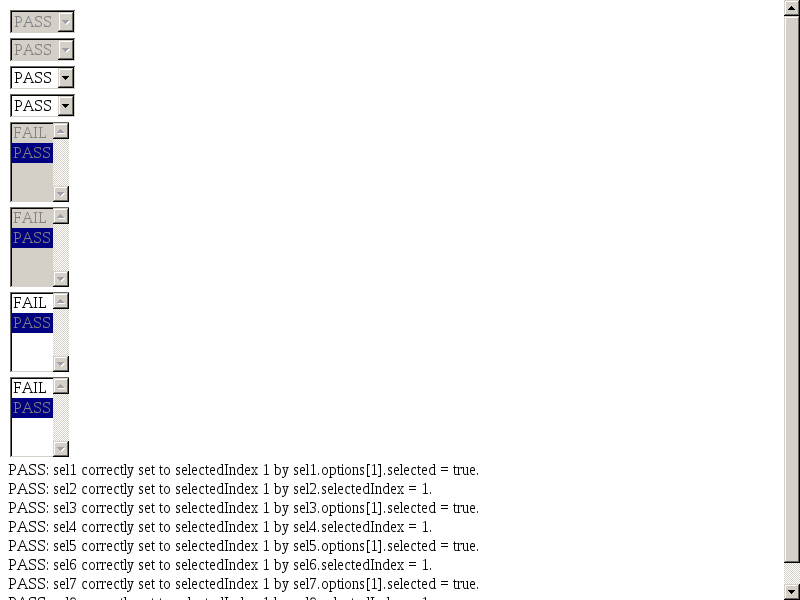 PASS
PASS
PASS
PASS
FAIL
PASS
FAIL
PASS
FAIL
PASS
FAIL
PASS
PASS: sel1 correctly set to selectedIndex 1 by sel1.options[1].selected = true.
PASS: sel2 correctly set to selectedIndex 1 by sel2.selectedIndex = 1.
PASS: sel3 correctly set to selectedIndex 1 by sel3.options[1].selected = true.
PASS: sel4 correctly set to selectedIndex 1 by sel4.selectedIndex = 1.
PASS: sel5 correctly set to selectedIndex 1 by sel5.options[1].selected = true.
PASS: sel6 correctly set to selectedIndex 1 by sel6.selectedIndex = 1.
PASS: sel7 correctly set to selectedIndex 1 by sel7.options[1].selected = true.